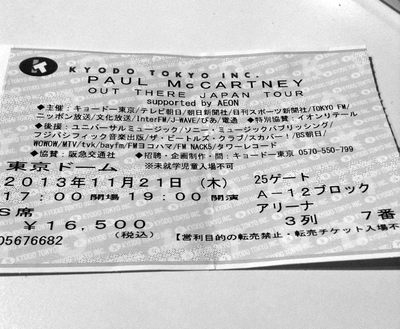 K KYODO TOKYO INC.
PAUL McCARTNEY
OUT THERE JAPAN TOUR
supported by AEON
◆主催：キョードー東京/テレビ朝日/朝日新聞社/日刊スポーツ新聞社/TOKYO FM/
ニッポン放送/文化放送/InterFM/J-WAVE/ぴあ/電通 ◆特別協賛：イオンリテール
◆後援：ユニバーサルミュージック/ソニー・ミュージックパブリッシング/
フジパシフィック音楽出版/ザ・ビートルズ・クラブ/スカパー！/BS朝日/
WOWOW/MTV/tvk/bayfm/FMヨコハマ/FM NACK5/タワーレコード
◆協賛：阪急交通社 ◆招聘・企画制作・問：キョードー東京 0570-550-799
東京ドーム ※未就学児童入場不可
2013年11月21日（木） 25ゲート
17:00 開場 19:00 開演 A－12ブロック
S席 アリーナ
￥16,500 3列 7番
(税込)
05676682 【営利目的の転売禁止・転売チケット入場不